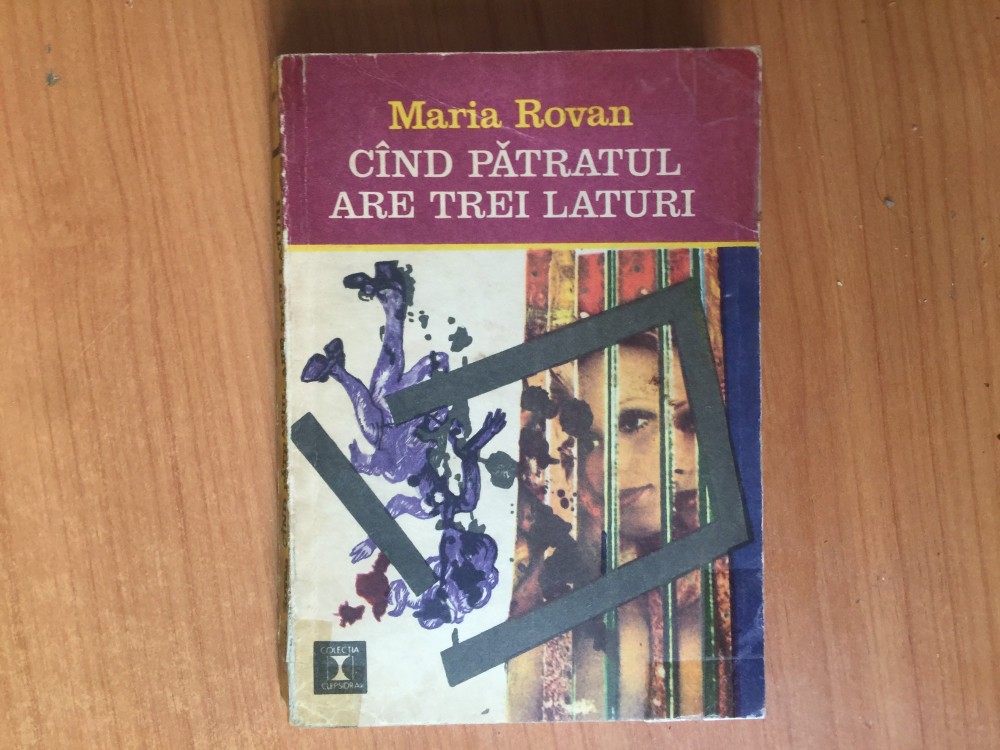 Maria Rovan
CÎND PĂTRATUL
ARE TREI LATURI
COLECȚIA
CLEPSIDRA